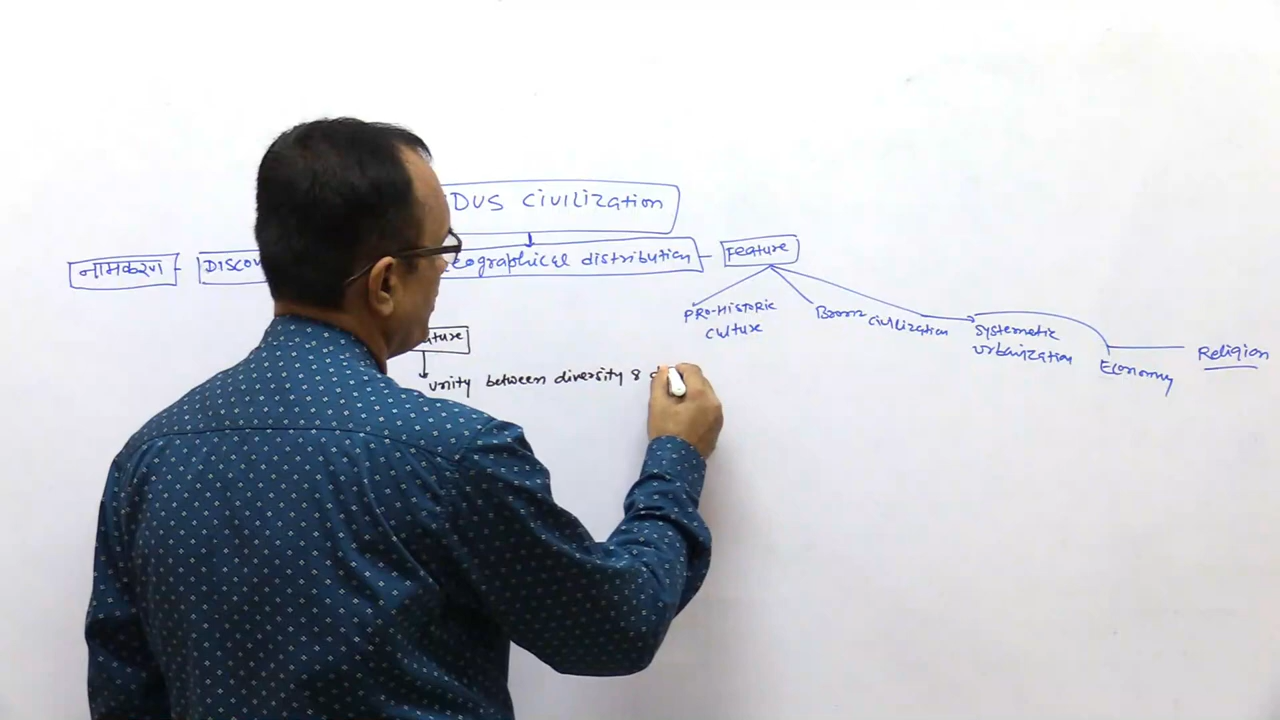 DUS CIVILIZATION
नामकरण DISCOV eographical distribution Feature
PRO-HISTORIC
culture
Bronz civilization
Systematic
urbanization
Economy
Religion
ature
unity between diversity &